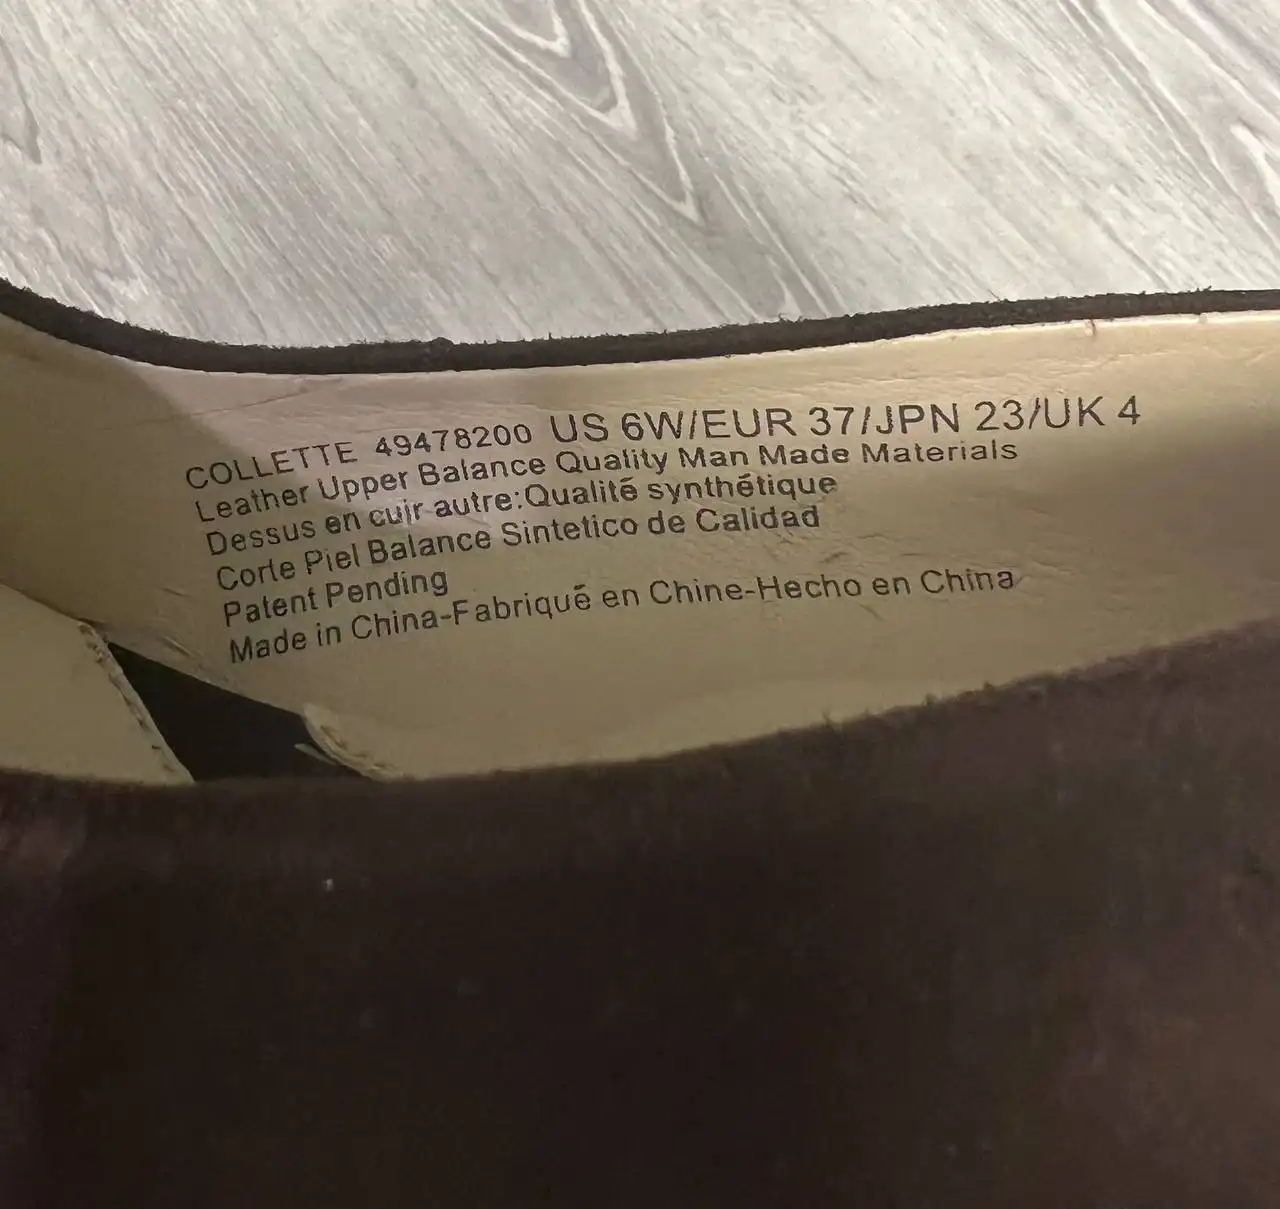 COLLETTE 49478200 US 6W/EUR 37/JPN 23/UK 4
Leather Upper Balance Quality Man Made Materials
Dessus en cuir autre:Qualité synthétique
Corte Piel Balance Sintetico de Calidad
Patent Pending
Made in China-Fabriqué en Chine-Hecho en China